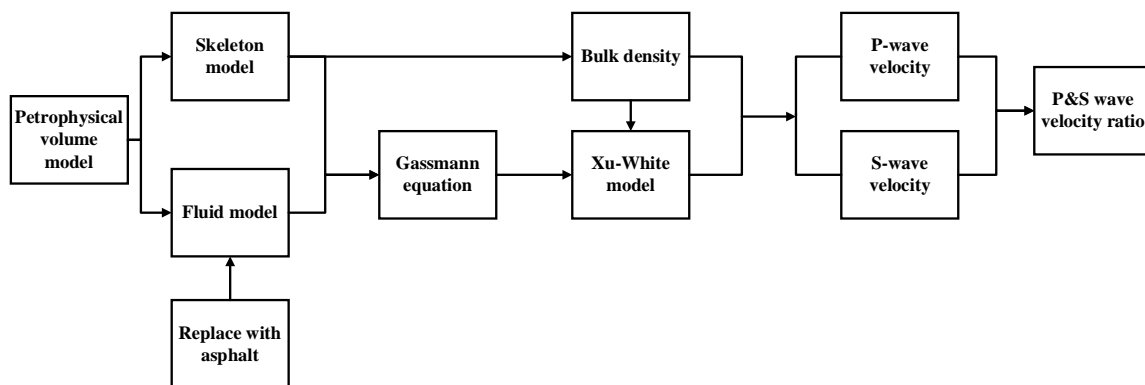 Petrophysical
volume
model
Skeleton
model
Fluid model
Replace with
asphalt
Gassmann
equation
Bulk density
Xu-White
model
P-wave
velocity
S-wave
velocity
P&S wave
velocity ratio